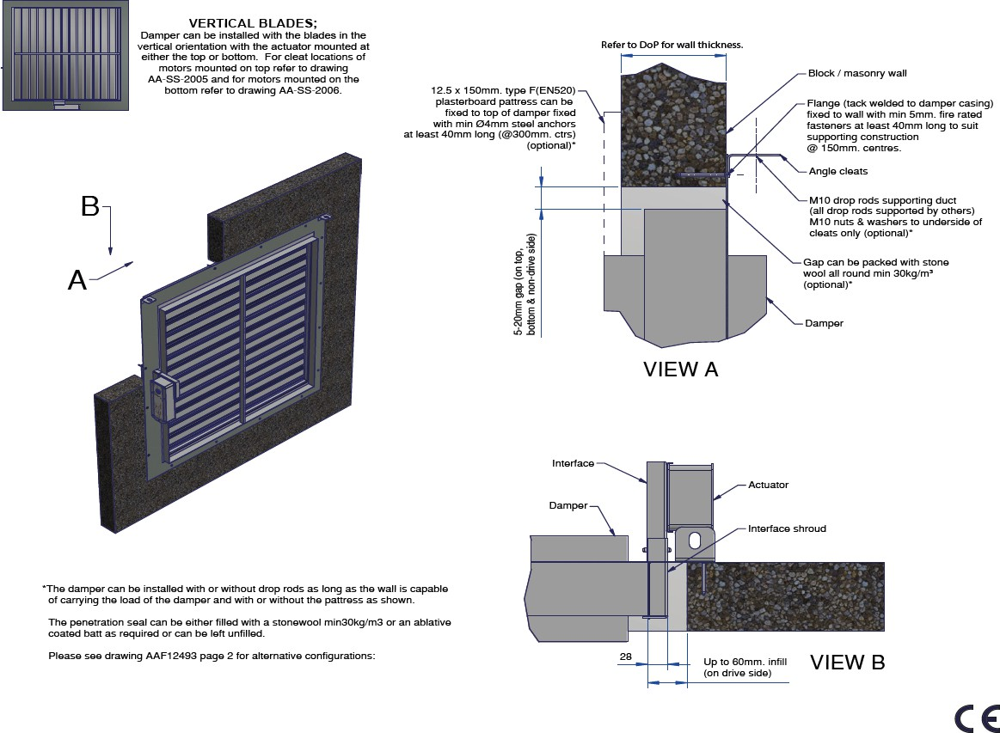 VERTICAL BLADES;
Damper can be installed with the blades in the
vertical orientation with the actuator mounted at
either the top or bottom.  For cleat locations of
motors mounted on top refer to drawing
AA-SS-2005 and for motors mounted on the
bottom refer to drawing AA-SS-2006.
B
A
Refer to DoP for wall thickness.
12.5 x 150mm. type F(EN520)
plasterboard pattress can be
fixed to top of damper fixed
with min Ø4mm steel anchors
at least 40mm long (@300mm. ctrs)
(optional)*
Block / masonry wall
Flange (tack welded to damper casing)
fixed to wall with min 5mm. fire rated
fasteners at least 40mm long to suit
supporting construction
@ 150mm. centres.
Angle cleats
M10 drop rods supporting duct
(all drop rods supported by others)
M10 nuts & washers to underside of
cleats only (optional)*
Gap can be packed with stone
wool all round min 30kg/m³
(optional)*
Damper
5-20mm gap (on top,
bottom & non-drive side)
VIEW A
Interface
Damper
Actuator
Interface shroud
28
Up to 60mm. infill
(on drive side)
VIEW B
*The damper can be installed with or without drop rods as long as the wall is capable
of carrying the load of the damper and with or without the pattress as shown.
The penetration seal can be either filled with a stonewool min30kg/m3 or an ablative
coated batt as required or can be left unfilled.
Please see drawing AAF12493 page 2 for alternative configurations:
CE